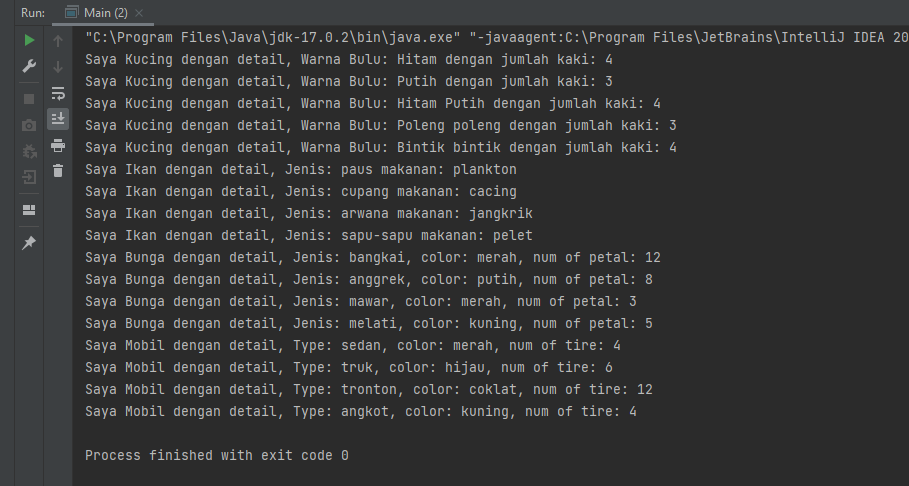 Run: Main (2)
"C:\Program Files\Java\jdk-17.0.2\bin\java.exe" "-javaagent:C:\Program Files\JetBrains\IntelliJ IDEA 20
Saya Kucing dengan detail, Warna Bulu: Hitam dengan jumlah kaki: 4
Saya Kucing dengan detail, Warna Bulu: Putih dengan jumlah kaki: 3
Saya Kucing dengan detail, Warna Bulu: Hitam Putih dengan jumlah kaki: 4
Saya Kucing dengan detail, Warna Bulu: Poleng poleng dengan jumlah kaki: 3
Saya Kucing dengan detail, Warna Bulu: Bintik bintik dengan jumlah kaki: 4
Saya Ikan dengan detail, Jenis: paus makanan: plankton
Saya Ikan dengan detail, Jenis: cupang makanan: cacing
Saya Ikan dengan detail, Jenis: arwana makanan: jangkrik
Saya Ikan dengan detail, Jenis: sapu-sapu makanan: pelet
Saya Bunga dengan detail, Jenis: bangkai, color: merah, num of petal: 12
Saya Bunga dengan detail, Jenis: anggrek, color: putih, num of petal: 8
Saya Bunga dengan detail, Jenis: mawar, color: merah, num of petal: 3
Saya Bunga dengan detail, Jenis: melati, color: kuning, num of petal: 5
Saya Mobil dengan detail, Type: sedan, color: merah, num of tire: 4
Saya Mobil dengan detail, Type: truk, color: hijau, num of tire: 6
Saya Mobil dengan detail, Type: tronton, color: coklat, num of tire: 12
Saya Mobil dengan detail, Type: angkot, color: kuning, num of tire: 4
Process finished with exit code 0